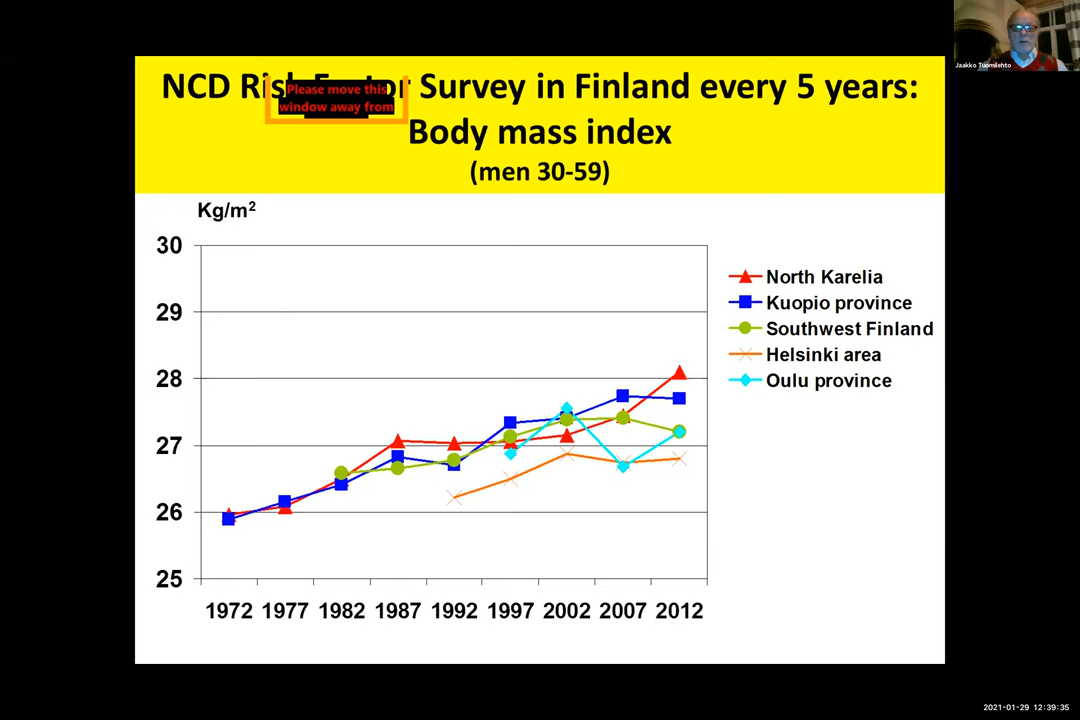 Jaakko Tuomilehto
NCD Risk Factor Survey in Finland every 5 years:
Please move this
window away from
Body mass index
(men 30-59)
Kg/m²
30
29
28
27
26
25
1972 1977 1982 1987 1992 1997 2002 2007 2012
North Karelia
Kuopio province
Southwest Finland
Helsinki area
Oulu province
2021-01-29 12:39:35